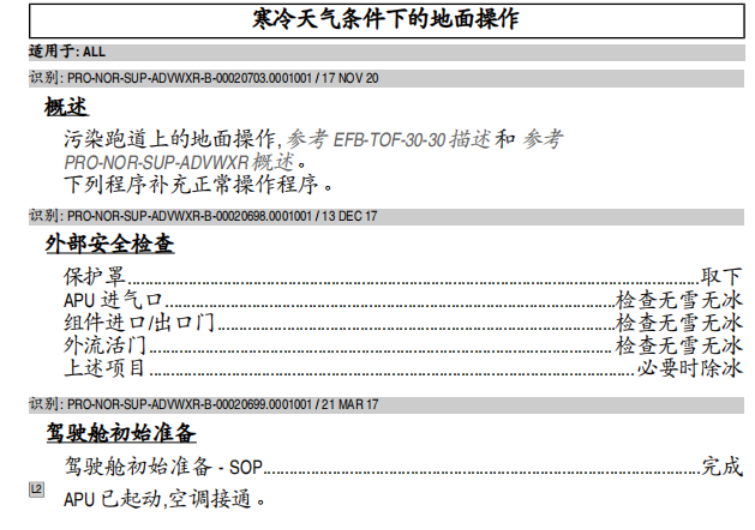 寒冷天气条件下的地面操作
适用于: ALL
识别: PRO-NOR-SUP-ADVWXR-B-00020703.0001001 / 17 NOV 20
概述
污染跑道上的地面操作, 参考 EFB-TOF-30-30 描述 和 参考
PRO-NOR-SUP-ADVWXR 概述。
下列程序补充正常操作程序。
识别: PRO-NOR-SUP-ADVWXR-B-00020698.0001001 / 13 DEC 17
外部安全检查
保护罩......取下
APU 进气口......检查无雪无冰
组件进口/出口门......检查无雪无冰
外流活门......检查无雪无冰
上述项目......必要时除冰
识别: PRO-NOR-SUP-ADVWXR-B-00020699.0001001 / 21 MAR 17
驾驶舱初始准备
驾驶舱初始准备 - SOP......完成
L2 APU 已起动,空调接通。